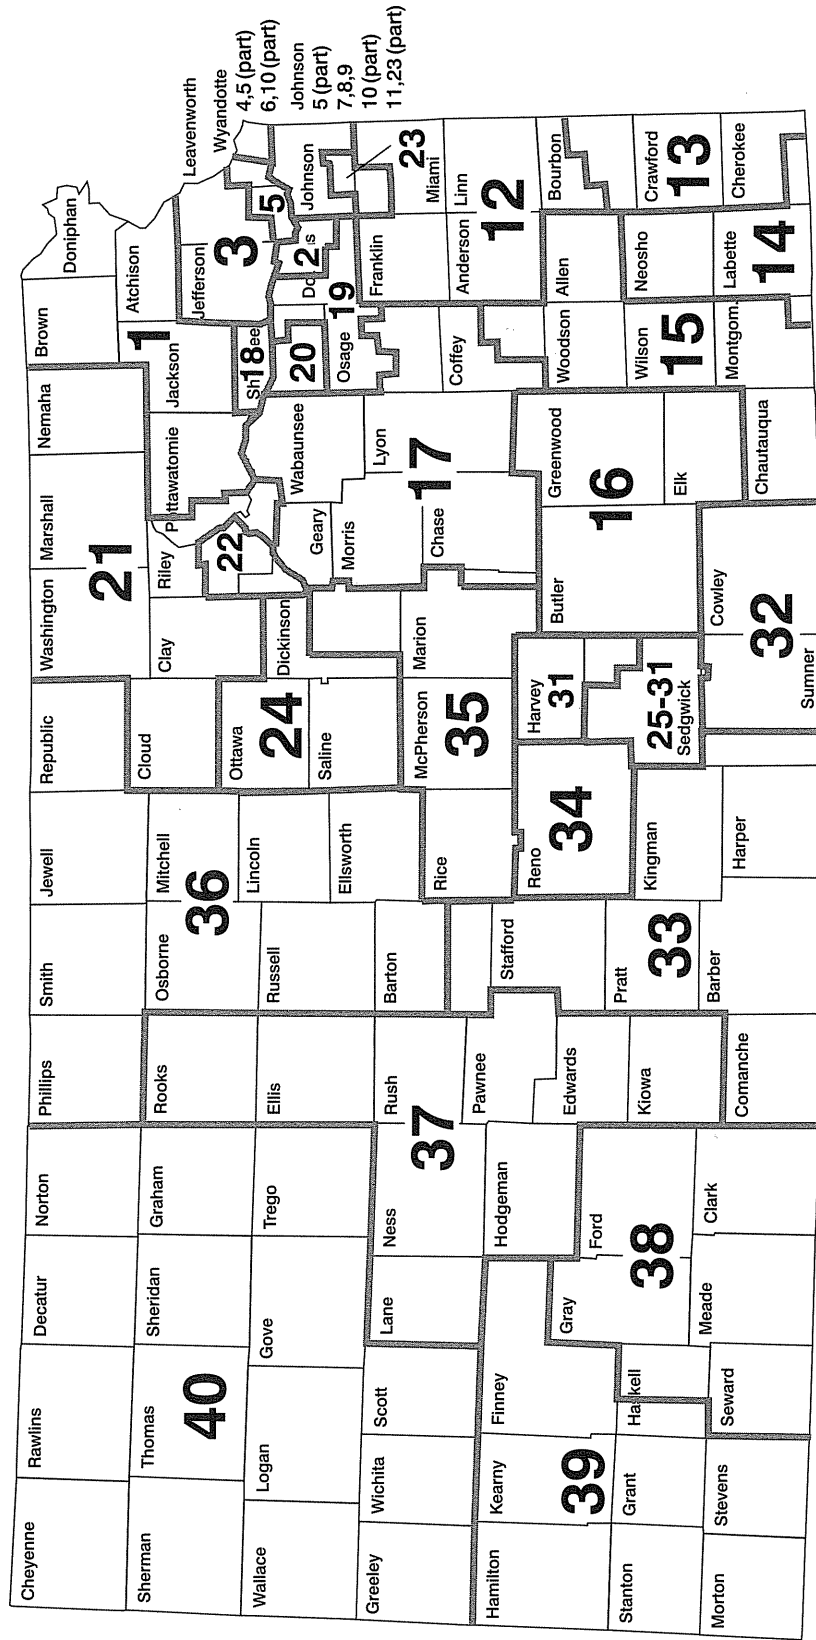 Cheyenne
Rawlins
Decatur
Norton
Phillips
Smith
Jewell
Republic
Washington
Marshall
Nemaha
Brown
Doniphan
21
Sherman
Thomas
Sheridan
Graham
Rooks
Osborne
Mitchell
Cloud
Clay
Riley
Pottawatomie
Jackson
Atchison
1
40
36
22
Jefferson
3
Leavenworth
Wyandotte
4,5 (part)
6,10 (part)
Wallace
Logan
Gove
Trego
Ellis
Russell
Lincoln
Ottawa
24
Dickinson
Geary
Wabaunsee
Sh
18
ee
20
Do
2
s
19
5
Johnson
Johnson
5 (part)
7,8,9
10 (part)
11,23 (part)
Greeley
Wichita
Scott
Lane
Ness
Rush
37
Barton
Ellsworth
Saline
Morris
Osage
Franklin
Miami
23
Rice
McPherson
35
Marion
Chase
Lyon
17
Coffey
Anderson
Linn
12
Hamilton
Kearny
39
Finney
Hodgeman
Pawnee
Stafford
Reno
34
Harvey
31
Butler
Greenwood
16
Woodson
Allen
Bourbon
Gray
Ford
38
Edwards
Pratt
33
Kingman
25-31
Sedgwick
Elk
Wilson
15
Neosho
Crawford
13
Stanton
Grant
Haskell
Kiowa
Morton
Stevens
Seward
Meade
Clark
Comanche
Barber
Harper
Sumner
32
Cowley
Chautauqua
Montgom.
Labette
14
Cherokee